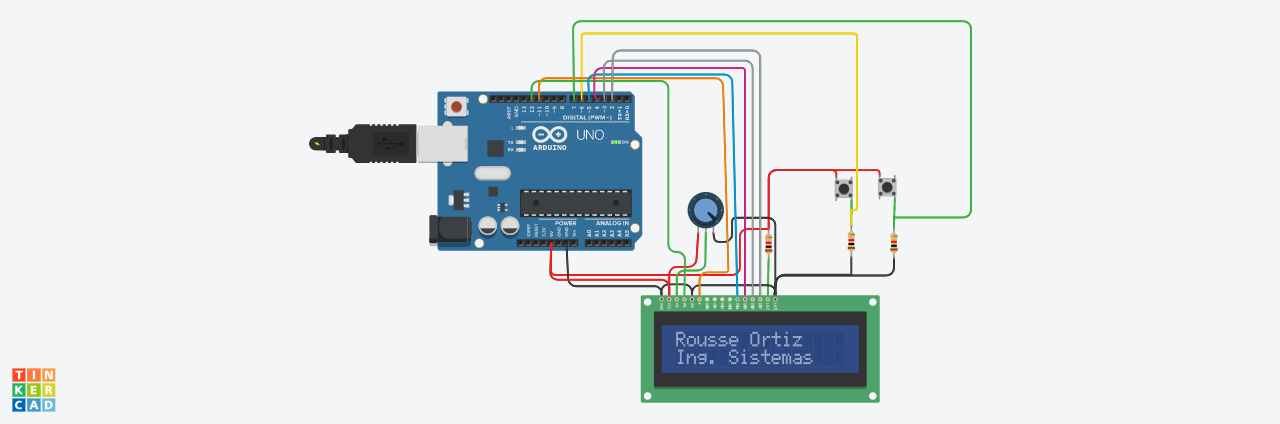 AREF
GND
13
12
~11
~10
~9
8
7
~6
~5
4
~3
2
TX→1
RX←0
DIGITAL (PWM~)
L
TX
RX
UNO
ON
ARDUINO
POWER
ANALOG IN
IOREF
RESET
3.3V
5V
GND
GND
Vin
A0
A1
A2
A3
A4
A5
Rousse Ortiz
Ing. Sistemas
TIN
KER
CAD